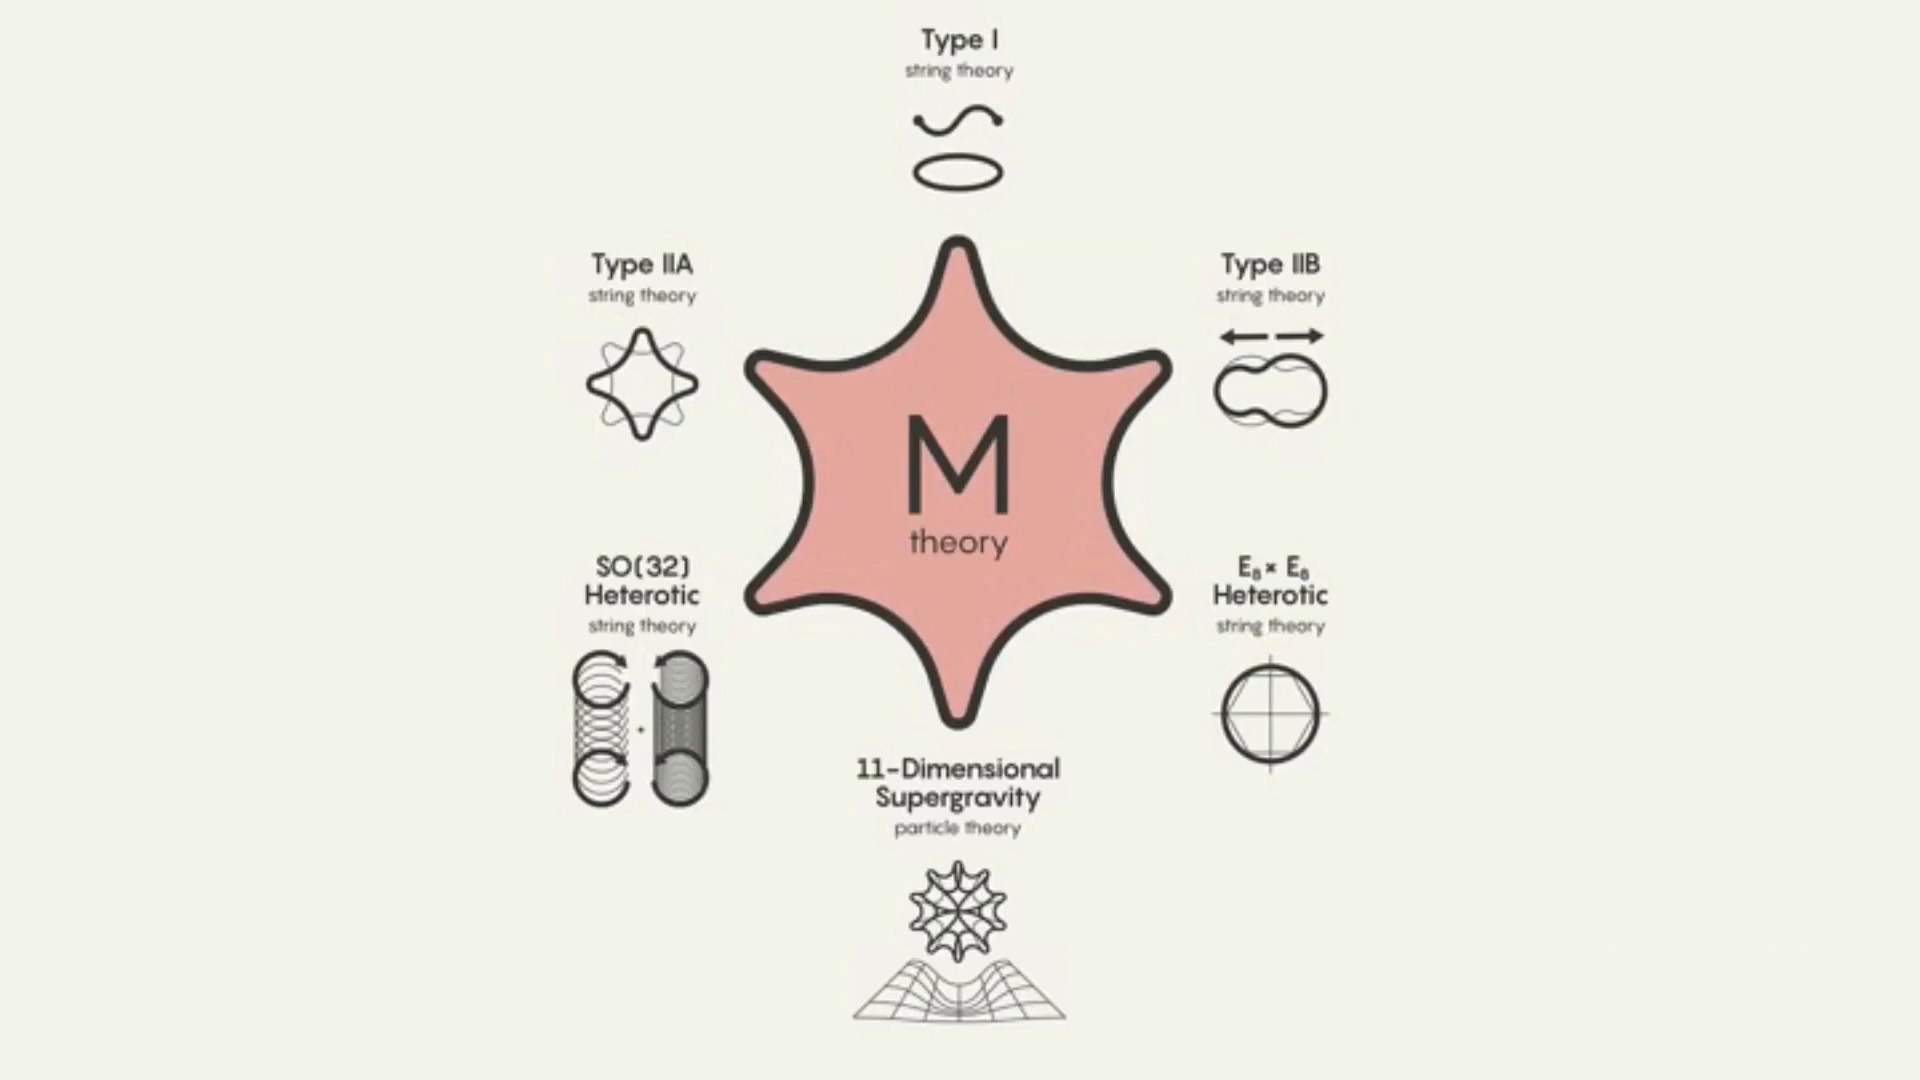 Type I
string theory
Type IIA
string theory
Type IIB
string theory
M
theory
SO(32)
Heterotic
string theory
E₈ × E₈
Heterotic
string theory
11-Dimensional
Supergravity
particle theory